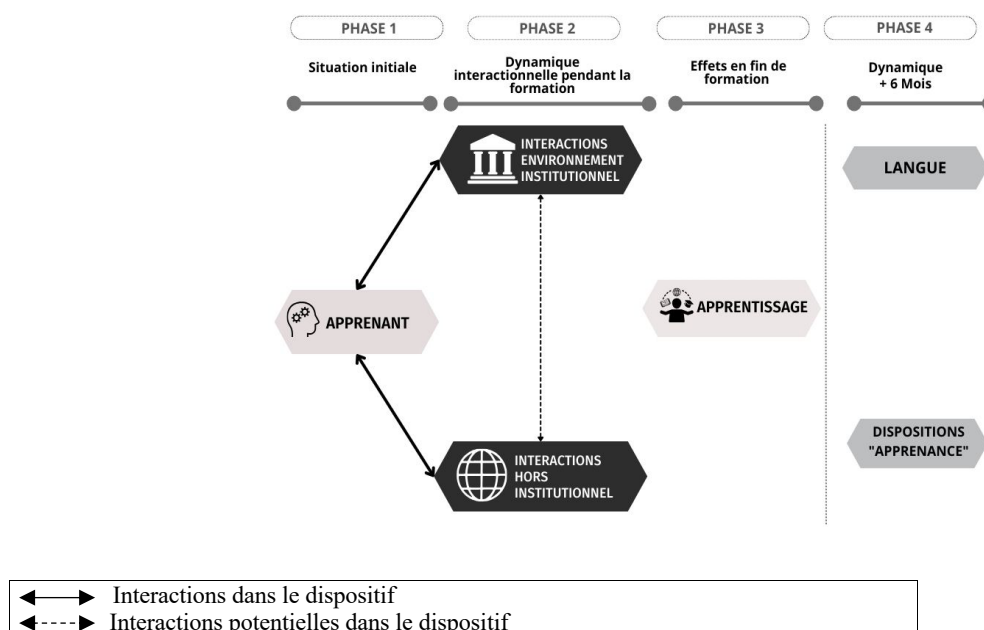 PHASE 1
PHASE 2
PHASE 3
PHASE 4
Situation initiale
Dynamique
interactionnelle pendant la
formation
Effets en fin de
formation
Dynamique
+ 6 Mois
INTERACTIONS
ENVIRONNEMENT
INSTITUTIONNEL
LANGUE
APPRENANT
APPRENTISSAGE
DISPOSITIONS
"APPRENANCE"
INTERACTIONS
HORS
INSTITUTIONNEL
Interactions dans le dispositif
Interactions potentielles dans le dispositif